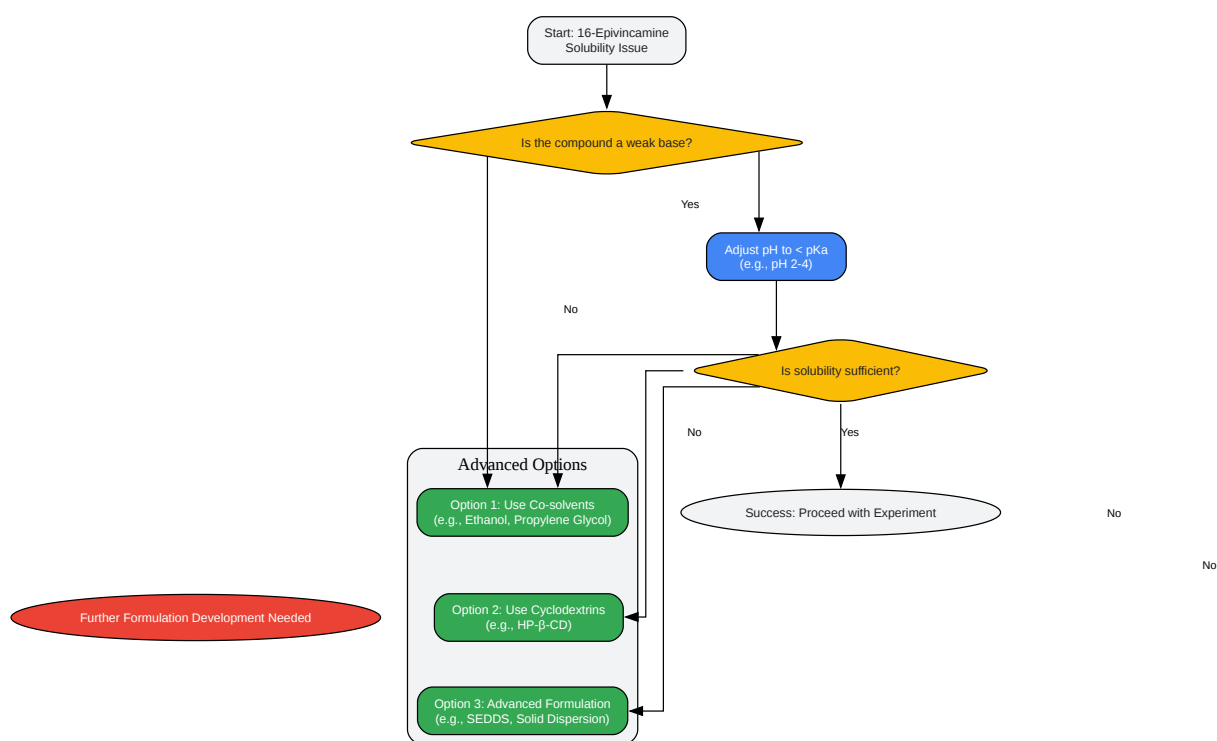 Start: 16-Epivincamine
Solubility Issue
Is the compound a weak base?
Yes
Adjust pH to < pKa
(e.g., pH 2-4)
No
Is solubility sufficient?
No
Yes
Advanced Options
Option 1: Use Co-solvents
(e.g., Ethanol, Propylene Glycol)
Success: Proceed with Experiment
No
No
Further Formulation Development Needed
Option 2: Use Cyclodextrins
(e.g., HP-β-CD)
Option 3: Advanced Formulation
(e.g., SEDDS, Solid Dispersion)